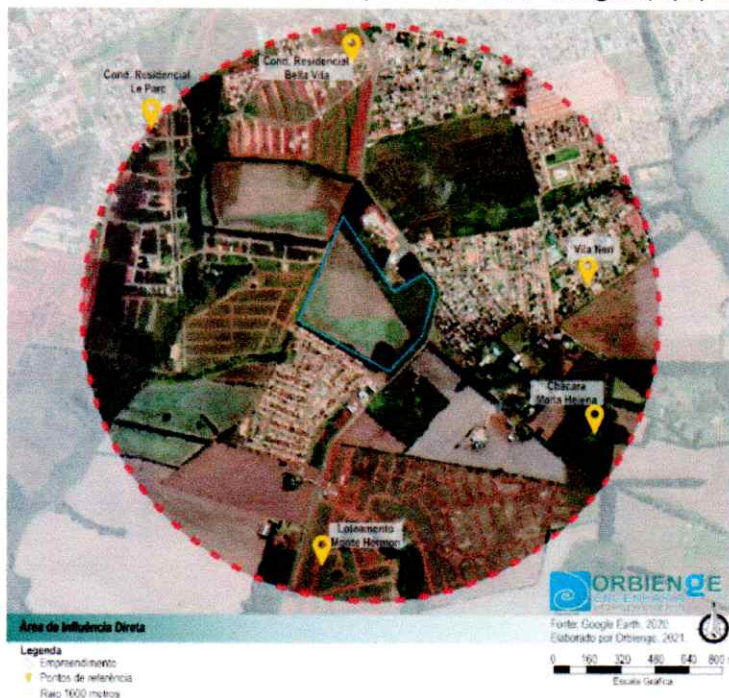 Cond. Residencial
Bella Vita
Cond. Residencial
Le Parc
Vila Neri
Chácara
Maria Helena
Loteamento
Monte Hermon
ORBIENGE
ENGENHARIA
Área de Influência Direta
Fonte: Google Earth, 2020
Elaborado por Orbienge, 2021
Legenda
Empreendimento
Pontos de referência
Raio 1600 metros
0 160 320 480 640 800
Escala Gráfica